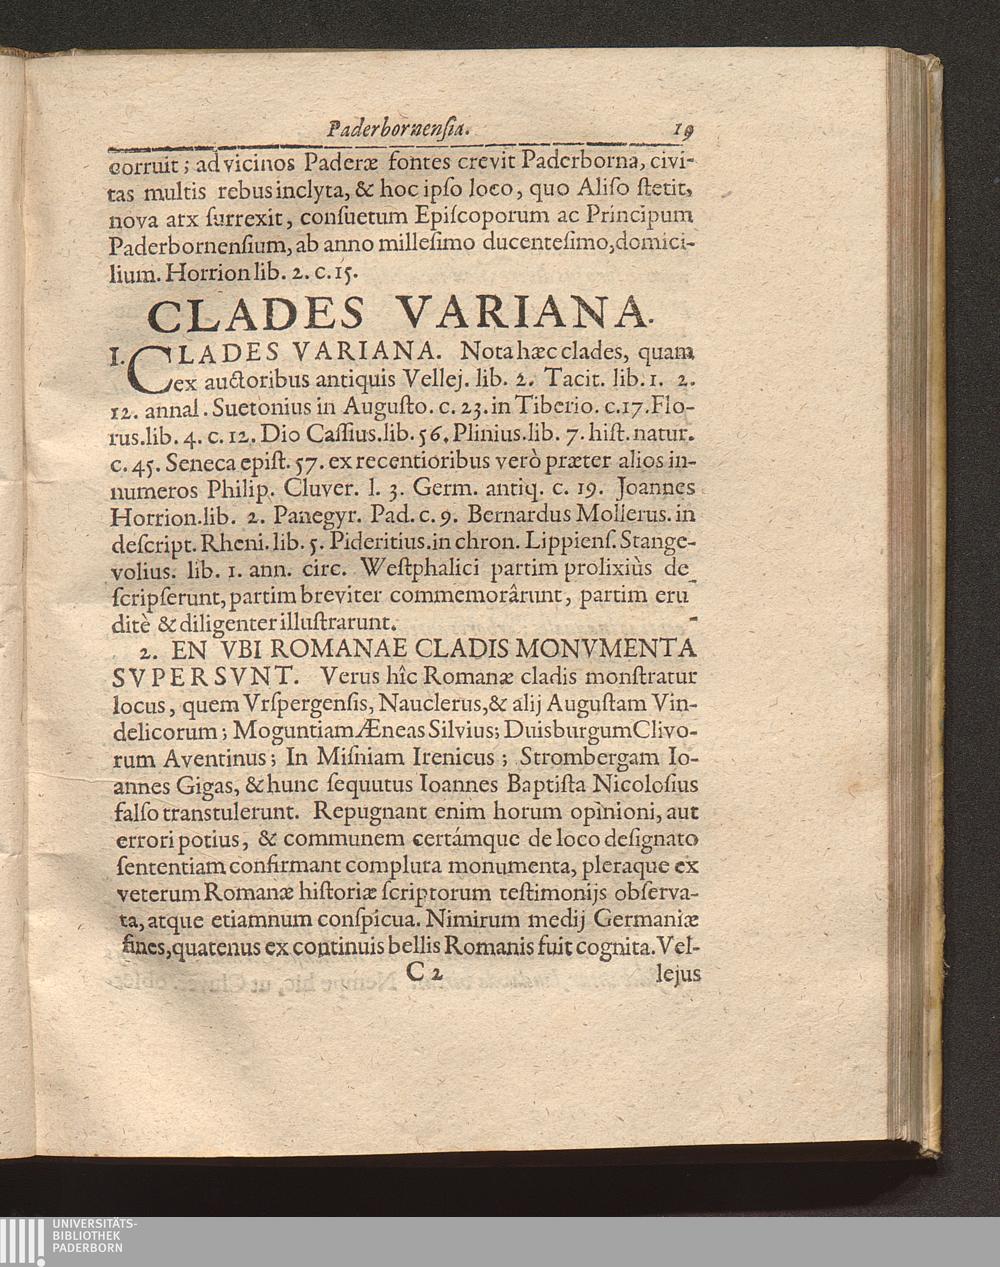 Paderbornenſia. 19
corruit; ad vicinos Paderæ fontes crevit Paderborna, civi-
tas multis rebus inclyta, & hoc ipſo loco, quo Aliſo ſtetit,
nova arx ſurrexit, conſuetum Epiſcoporum ac Principum
Paderbornenſium, ab anno milleſimo ducenteſimo, domici-
lium. Horrion lib. 2. c. 15.
CLADES VARIANA.
1. CLADES VARIANA. Nota hæc clades, quam
ex auctoribus antiquis Vellej. lib. 2. Tacit. lib. 1. 2.
12. annal. Suetonius in Auguſto. c. 23. in Tiberio. c. 17. Flo-
rus. lib. 4. c. 12. Dio Caſſius. lib. 56. Plinius. lib. 7. hiſt. natur.
c. 45. Seneca epiſt. 57. ex recentioribus verò præter alios in-
numeros Philip. Cluver. l. 3. Germ. antiq. c. 19. Joannes
Horrion. lib. 2. Panegyr. Pad. c. 9. Bernardus Mollerus. in
deſcript. Rheni. lib. 5. Pideritius. in chron. Lippienſ. Stange-
volius. lib. 1. ann. circ. Weſtphalici partim prolixiùs de-
ſcripſerunt, partim breviter commemorârunt, partim eru-
ditè & diligenter illuſtrarunt.
2. EN VBI ROMANAE CLADIS MONVMENTA
SVPERSVNT. Verus hîc Romanæ cladis monſtratur
locus, quem Vrſpergenſis, Nauclerus, & alij Auguſtam Vin-
delicorum; Moguntiam Æneas Silvius; Duisburgum Clivo-
rum Aventinus; In Miſniam Irenicus; Strombergam Io-
annes Gigas, & hunc ſequutus Ioannes Baptiſta Nicoloſius
falſo transtulerunt. Repugnant enim horum opinioni, aut
errori potius, & communem certámque de loco deſignato
ſententiam confirmant complura monumenta, pleraque ex
veterum Romanæ hiſtoriæ ſcriptorum teſtimonijs obſerva-
ta, atque etiamnum conſpicua. Nimirum medij Germaniæ
fines, quatenus ex continuis bellis Romanis fuit cognita. Vel-
C 2 lejus
UNIVERSITÄTS-
BIBLIOTHEK
PADERBORN